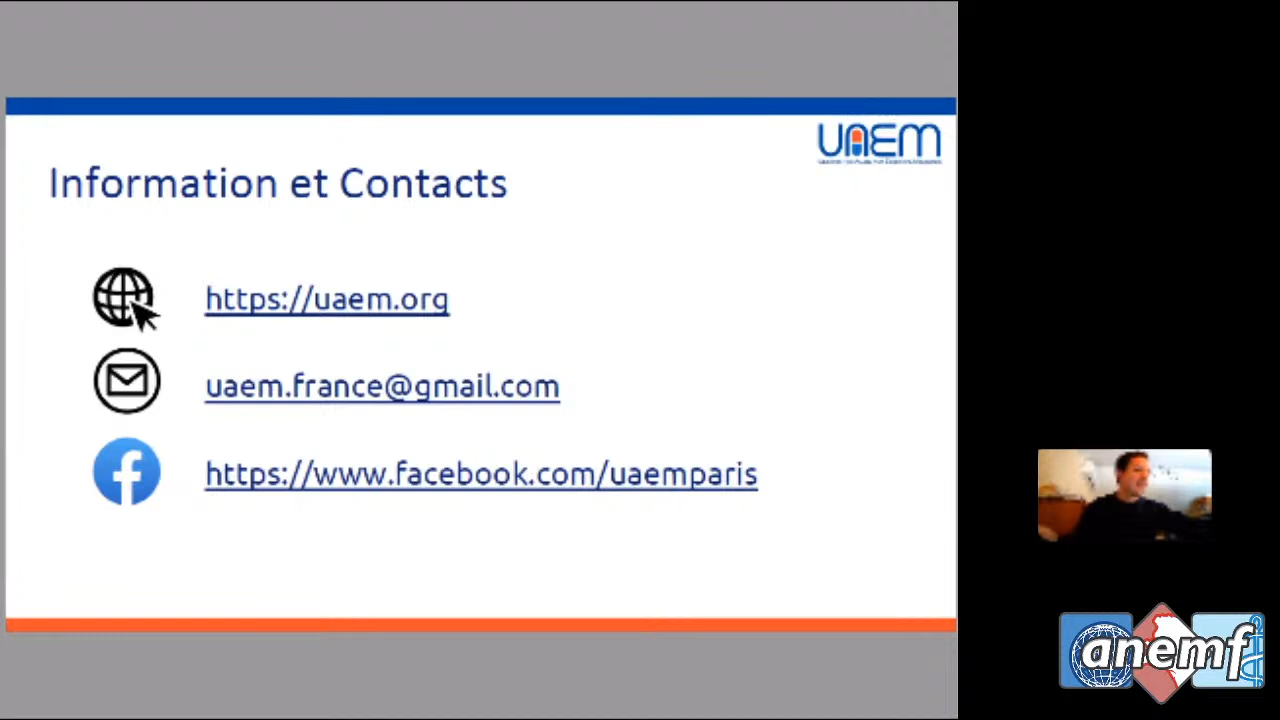 UAEM
Information et Contacts
https://uaem.org
uaem.france@gmail.com
https://www.facebook.com/uaemparis
anemf